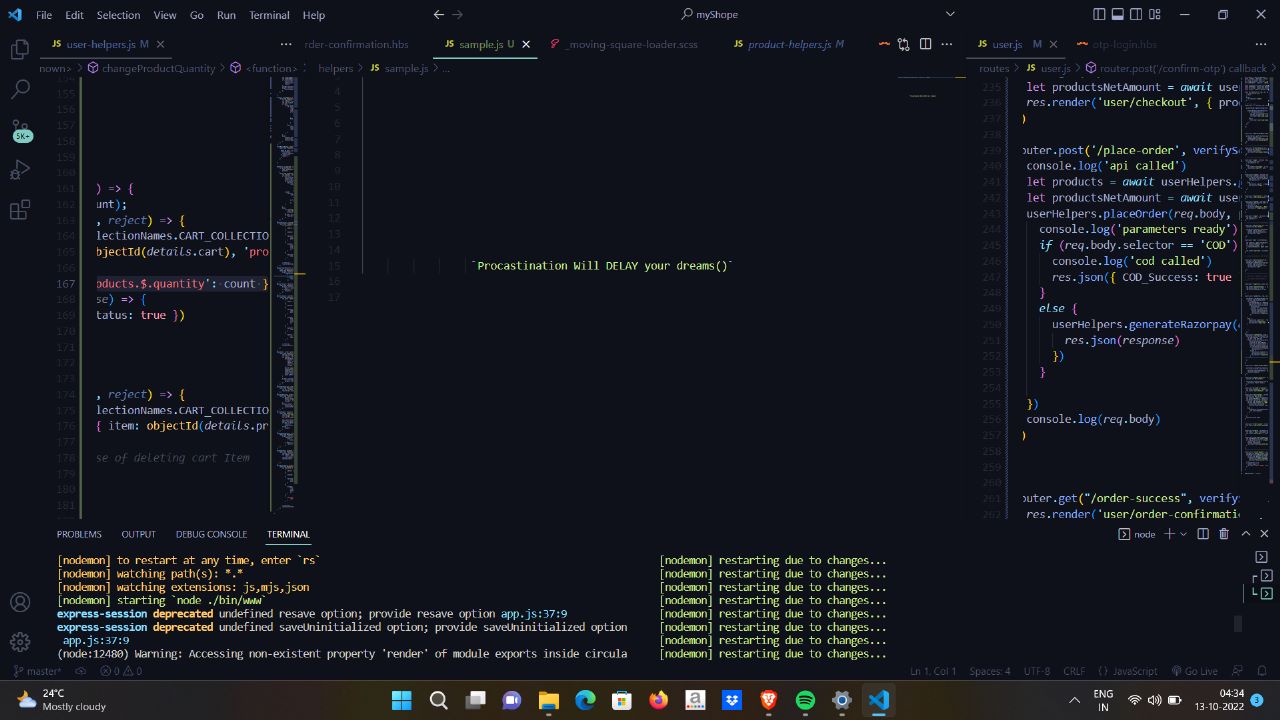 File Edit Selection View Go Run Terminal Help
myShope
JS user-helpers.js M
rder-confirmation.hbs
JS sample.js U
_moving-square-loader.scss
JS product-helpers.js M
JS user.js M
otp-login.hbs
nown> > changeProductQuantity > <function>
helpers > JS sample.js > ...
routes > JS user.js > router.post('/confirm-otp') callback
154
155
156
157
158
159
160
161 ) => {
162 unt);
163 , reject) => {
164 lectionNames.CART_COLLECTIO
165 bjectId(details.cart), 'pro
166
167 oducts.$.quantity': count }
168 se) => {
169 tatus: true })
170
171
172
173
174 , reject) => {
175 lectionNames.CART_COLLECTIO
176 { item: objectId(details.pr
177
178 se of deleting cart Item
179
180
181
4
5
6
7
8
9
10
11
12
13
14
15 `Procastination Will DELAY your dreams()`
16
17
235 let productsNetAmount = await use
236 res.render('user/checkout', { pro
237 )
238
239 outer.post('/place-order', verifyS
240 console.log('api called')
241 let products = await userHelpers.
242 let productsNetAmount = await use
243 userHelpers.placeOrder(req.body,
244 console.log('parameters ready')
245 if (req.body.selector == 'COD')
246 console.log('cod called')
247 res.json({ COD_Success: true
248 }
249 else {
250 userHelpers.generateRazorpay(
251 res.json(response)
252 })
253 }
254
255 })
256 console.log(req.body)
257 )
258
259
260
261 outer.get("/order-success", verify
262 res.render('user/order-confirmatio
PROBLEMS OUTPUT DEBUG CONSOLE TERMINAL
node
[nodemon] to restart at any time, enter `rs`
[nodemon] watching path(s): *.*
[nodemon] watching extensions: js,mjs,json
[nodemon] starting `node ./bin/www`
express-session deprecated undefined resave option; provide resave option app.js:37:9
express-session deprecated undefined saveUninitialized option; provide saveUninitialized option
app.js:37:9
(node:12480) Warning: Accessing non-existent property 'render' of module exports inside circula
[nodemon] restarting due to changes...
[nodemon] restarting due to changes...
[nodemon] restarting due to changes...
[nodemon] restarting due to changes...
[nodemon] restarting due to changes...
[nodemon] restarting due to changes...
[nodemon] restarting due to changes...
[nodemon] restarting due to changes...
5K+
master* 0 0
Ln 1, Col 1 Spaces: 4 UTF-8 CRLF {} JavaScript Go Live
24°C
Mostly cloudy
ENG
IN
04:34
13-10-2022
3